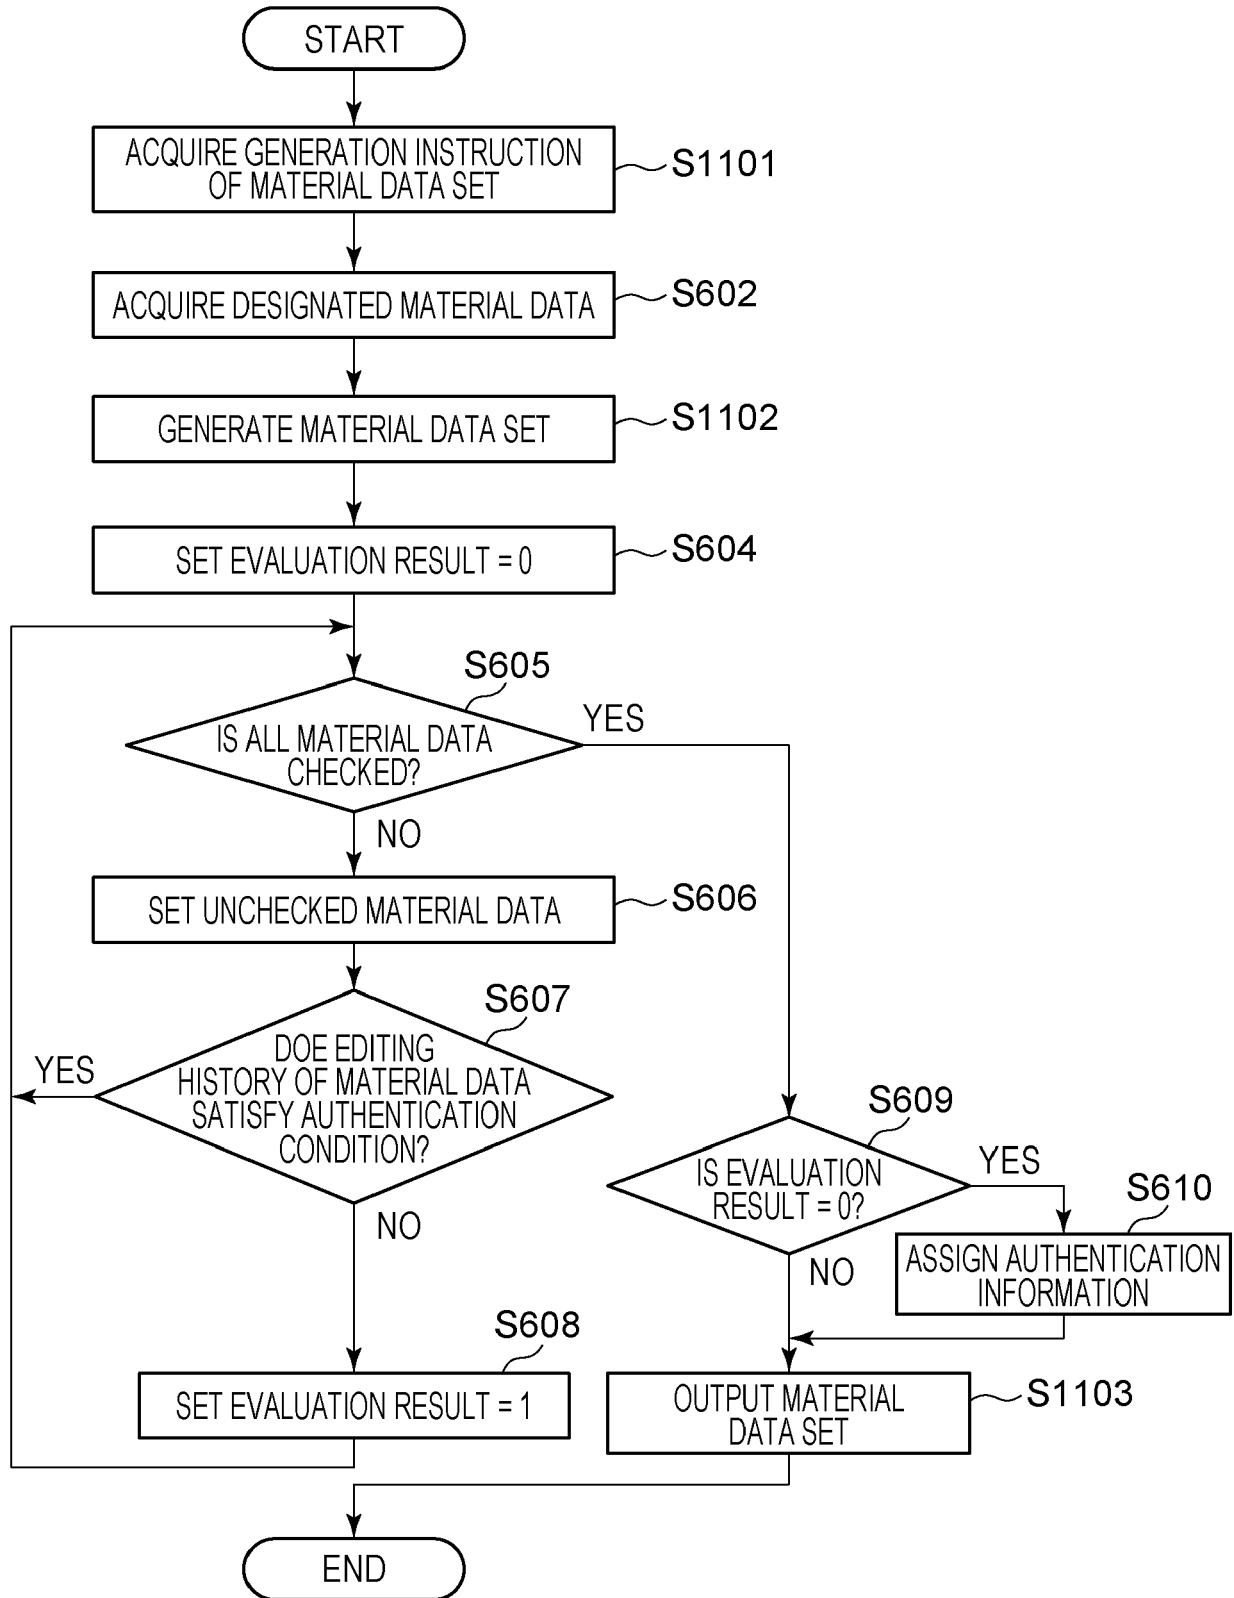 START
ACQUIRE GENERATION INSTRUCTION
OF MATERIAL DATA SET
S1101
ACQUIRE DESIGNATED MATERIAL DATA
S602
GENERATE MATERIAL DATA SET
S1102
SET EVALUATION RESULT = 0
S604
S605
IS ALL MATERIAL DATA
CHECKED?
YES
NO
SET UNCHECKED MATERIAL DATA
S606
S607
DOE EDITING
HISTORY OF MATERIAL DATA
SATISFY AUTHENTICATION
CONDITION?
YES
NO
S609
IS EVALUATION
RESULT = 0?
YES
NO
S610
ASSIGN AUTHENTICATION
INFORMATION
S608
SET EVALUATION RESULT = 1
OUTPUT MATERIAL
DATA SET
S1103
END